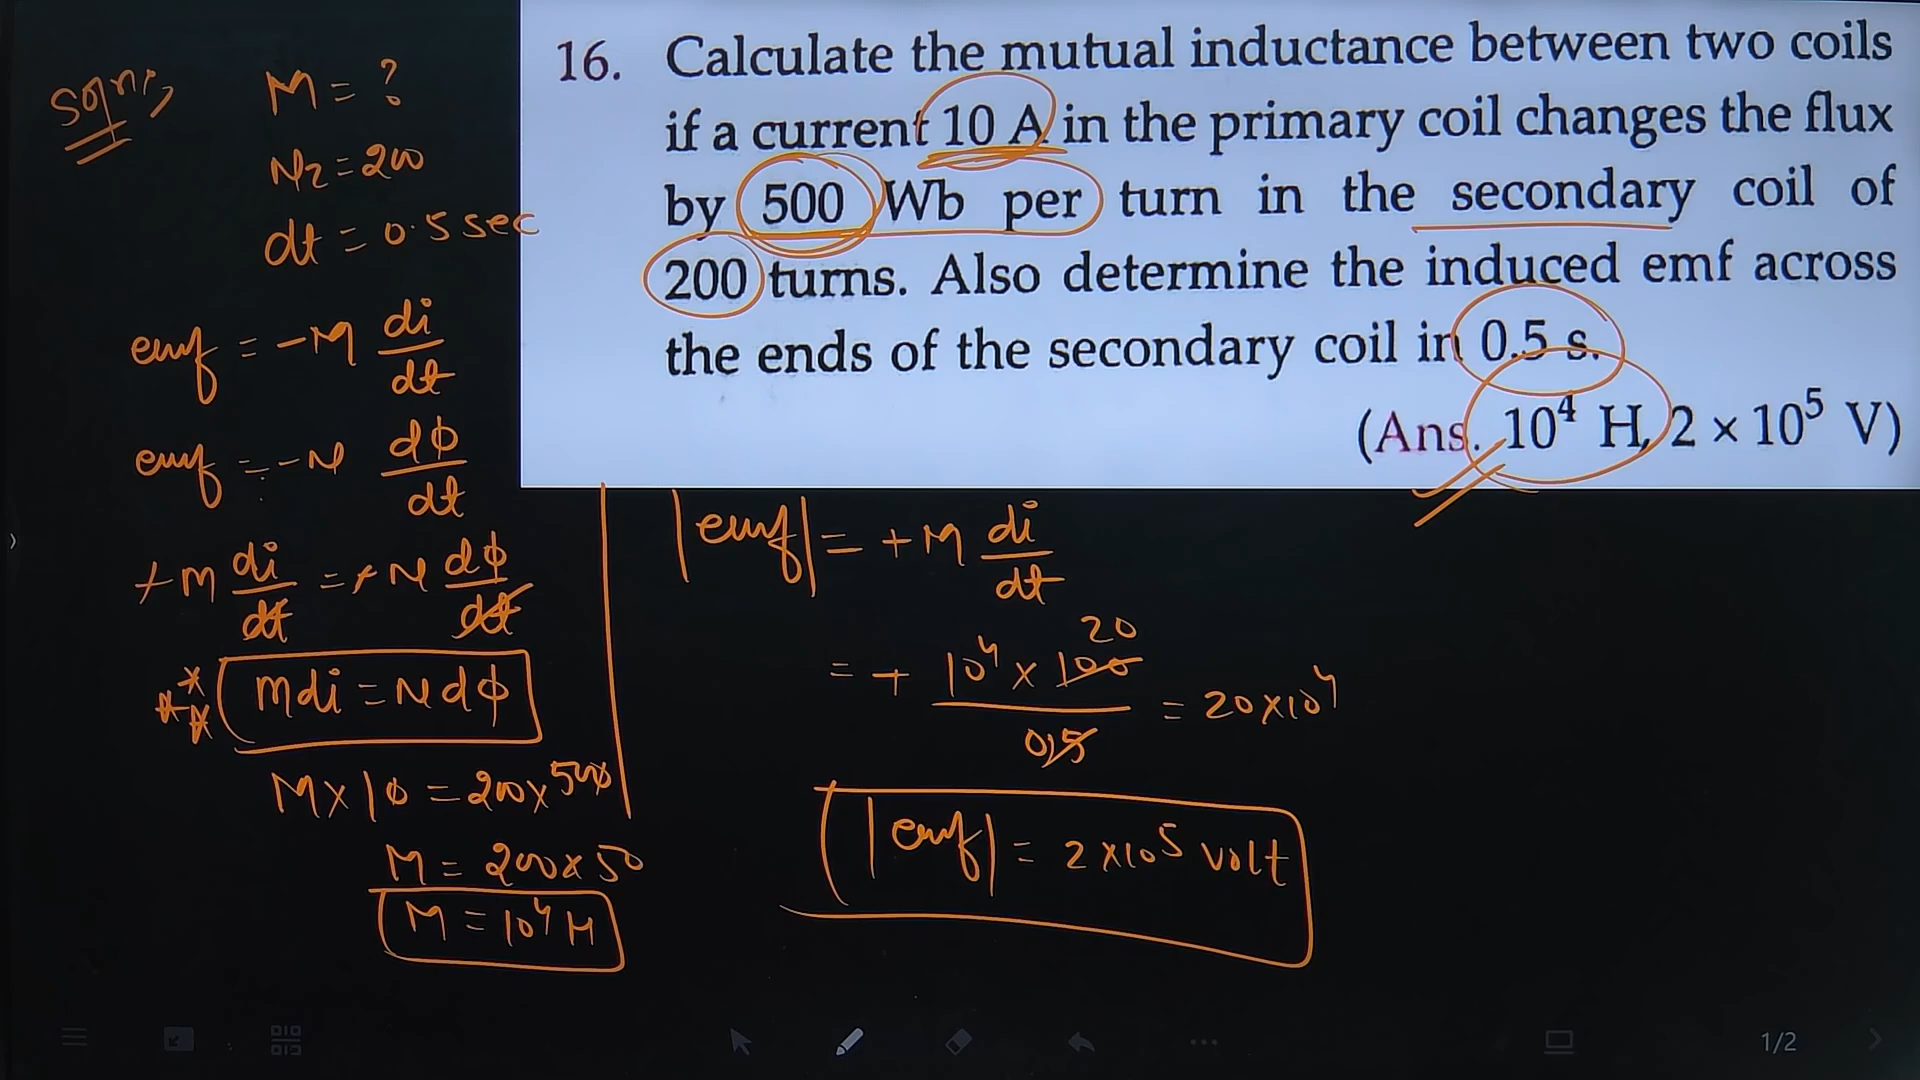 16. Calculate the mutual inductance between two coils
if a current 10 A in the primary coil changes the flux
by 500 Wb per turn in the secondary coil of
200 turns. Also determine the induced emf across
the ends of the secondary coil in 0.5 s.
(Ans. 10⁴ H, 2 × 10⁵ V)
Solⁿ,
M = ?
N₂ = 200
dt = 0.5 sec
emf = -M di/dt
emf = -N dφ/dt
+M di/dt = +N dφ/dt
Mdi = Ndφ
M × 10 = 200 × 500
M = 200 × 50
M = 10⁴ H
|emf| = +M di/dt
= + 10⁴ × 100 / 0.5 = 20 × 10⁴
20
|emf| = 2 × 10⁵ volt
1/2